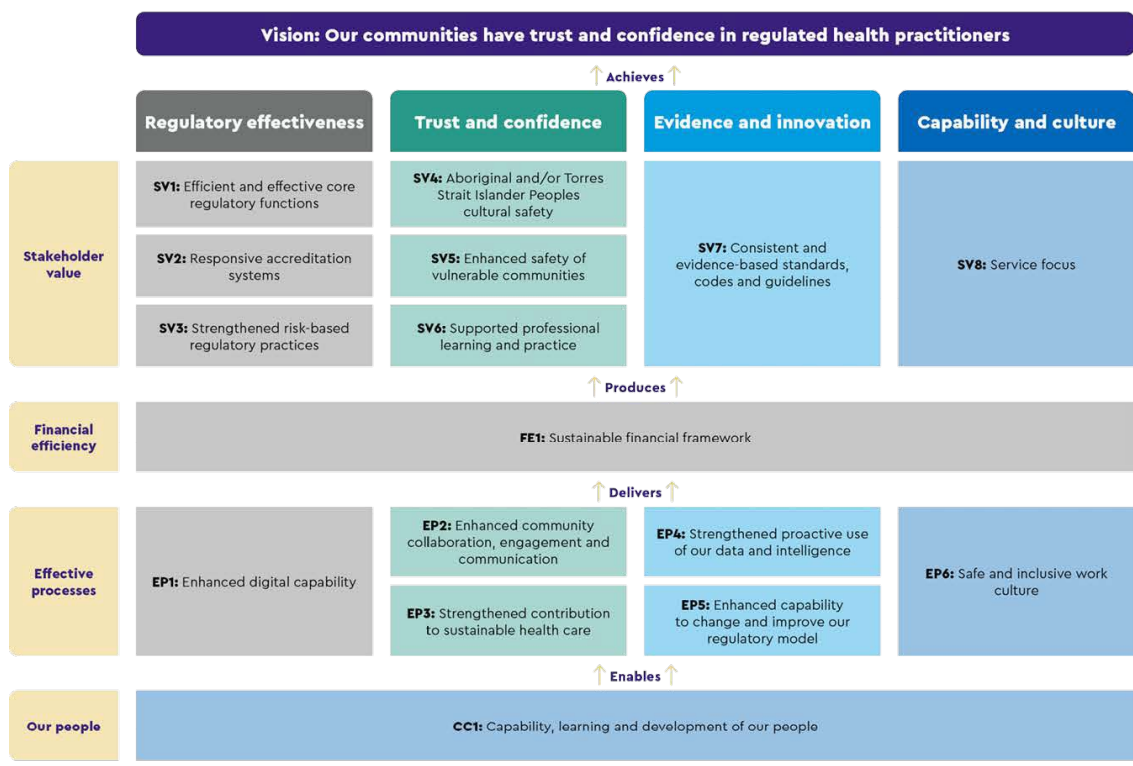 Vision: Our communities have trust and confidence in regulated health practitioners
Achieves
Regulatory effectiveness
Trust and confidence
Evidence and innovation
Capability and culture
Stakeholder
value
SV1: Efficient and effective core
regulatory functions
SV2: Responsive accreditation
systems
SV3: Strengthened risk-based
regulatory practices
SV4: Aboriginal and/or Torres
Strait Islander Peoples
cultural safety
SV5: Enhanced safety of
vulnerable communities
SV6: Supported professional
learning and practice
SV7: Consistent and
evidence-based standards,
codes and guidelines
SV8: Service focus
Produces
Financial
efficiency
FE1: Sustainable financial framework
Delivers
Effective
processes
EP1: Enhanced digital capability
EP2: Enhanced community
collaboration, engagement and
communication
EP3: Strengthened contribution
to sustainable health care
EP4: Strengthened proactive use
of our data and intelligence
EP5: Enhanced capability
to change and improve our
regulatory model
EP6: Safe and inclusive work
culture
Enables
Our people
CC1: Capability, learning and development of our people